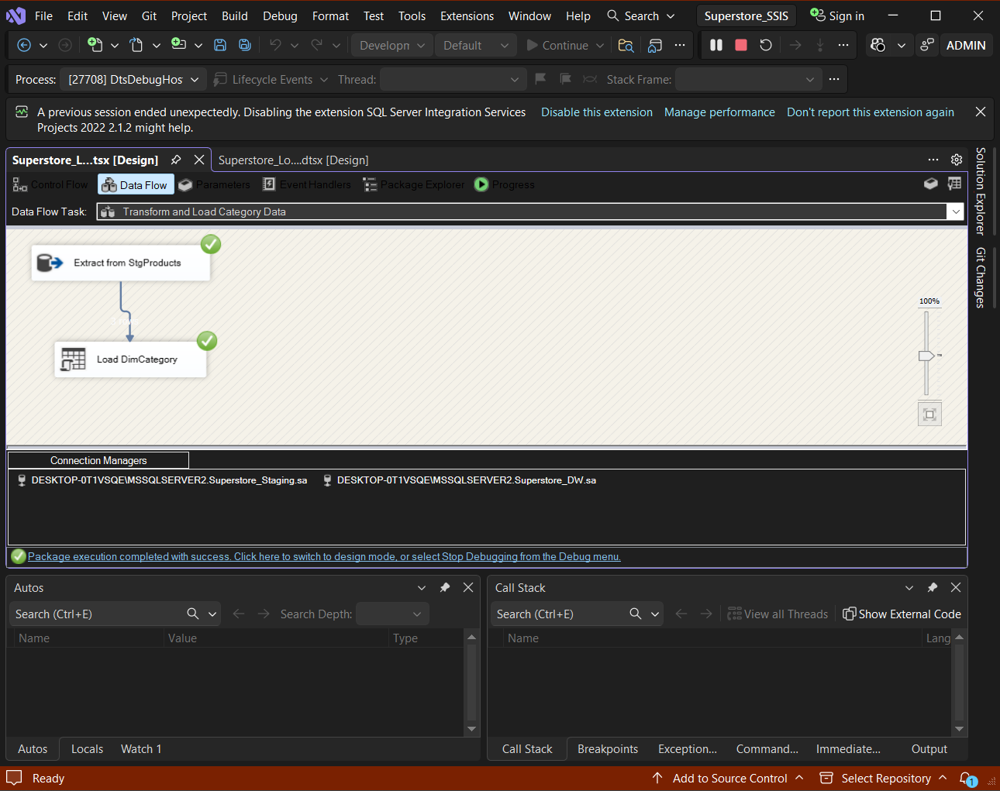 File Edit View Git Project Build Debug Format Test Tools Extensions Window Help Search Superstore_SSIS Sign in
Developn Default Continue ADMIN
Process: [27708] DtsDebugHos Lifecycle Events Thread: Stack Frame:
A previous session ended unexpectedly. Disabling the extension SQL Server Integration Services Disable this extension Manage performance Don't report this extension again
Projects 2022 2.1.2 might help.
Superstore_L...tsx [Design] Superstore_Lo....dtsx [Design]
Control Flow Data Flow Parameters Event Handlers Package Explorer Progress
Data Flow Task: Transform and Load Category Data
Solution Explorer
Git Changes
Extract from StgProducts
100%
Load DimCategory
Connection Managers
DESKTOP-0T1VSQE\MSSQLSERVER2.Superstore_Staging.sa DESKTOP-0T1VSQE\MSSQLSERVER2.Superstore_DW.sa
Package execution completed with success. Click here to switch to design mode, or select Stop Debugging from the Debug menu.
Autos
Search (Ctrl+E) Search Depth:
Name Value Type
Autos Locals Watch 1
Call Stack
Search (Ctrl+E) View all Threads Show External Code
Name Lang
Call Stack Breakpoints Exception... Command... Immediate... Output
Ready Add to Source Control Select Repository 1